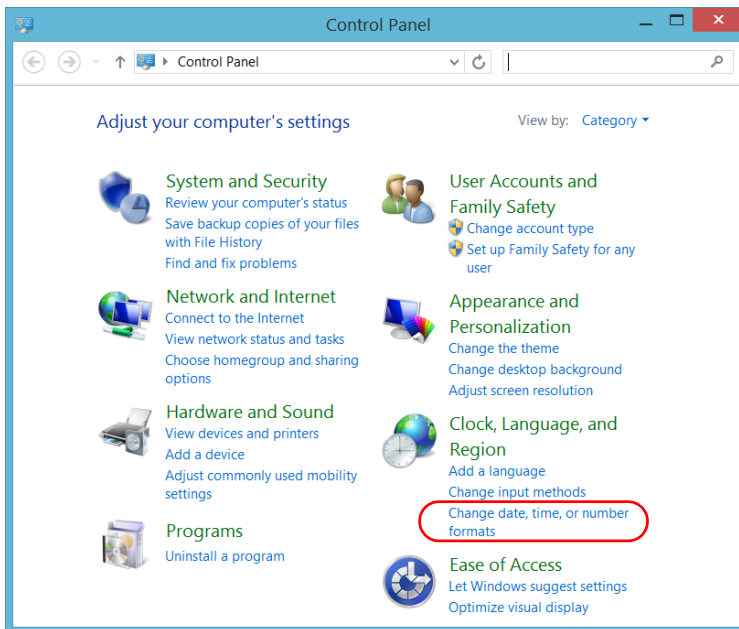 Control Panel
Control Panel
Adjust your computer's settings
View by: Category
System and Security
Review your computer's status
Save backup copies of your files
with File History
Find and fix problems
Network and Internet
Connect to the Internet
View network status and tasks
Choose homegroup and sharing
options
Hardware and Sound
View devices and printers
Add a device
Adjust commonly used mobility
settings
Programs
Uninstall a program
User Accounts and
Family Safety
Change account type
Set up Family Safety for any
user
Appearance and
Personalization
Change the theme
Change desktop background
Adjust screen resolution
Clock, Language, and
Region
Add a language
Change input methods
Change date, time, or number
formats
Ease of Access
Let Windows suggest settings
Optimize visual display